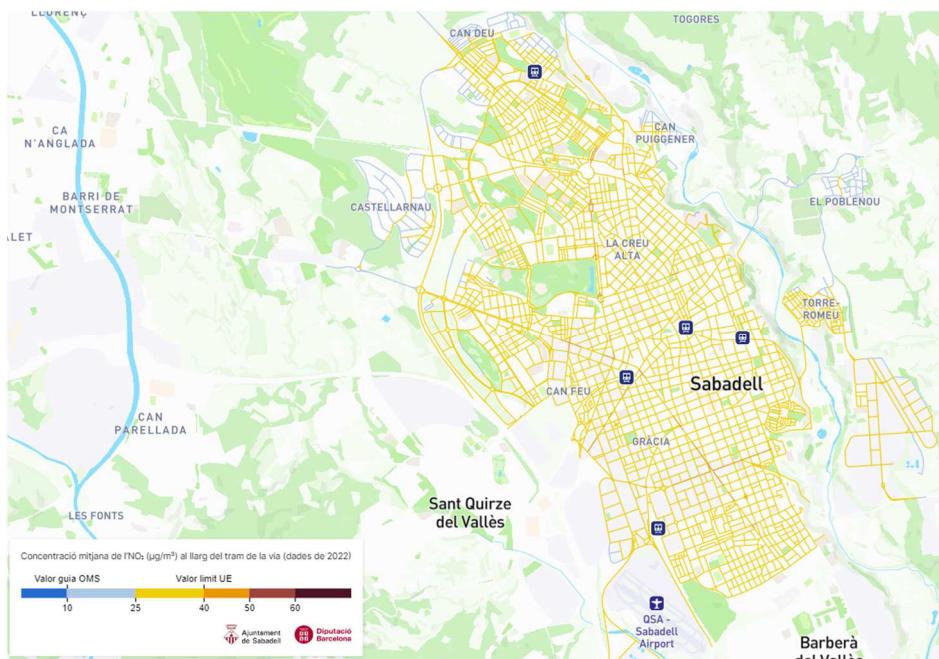 LLORENÇ
CAN DEU
TOGORES
CA
N'ANGLADA
CAN
PUIGGENER
BARRI DE
MONTSERRAT
CASTELLARNAU
EL POBLENOU
ALET
LA CREU
ALTA
TORRE-
ROMEU
CAN FEU
Sabadell
CAN
PARELLADA
GRÀCIA
Sant Quirze
del Vallès
LES FONTS
Concentració mitjana de l'NO₂ (µg/m³) al llarg del tram de la via (dades de 2022)
Valor guia OMS
Valor limit UE
10 25 40 50 60
Ajuntament
de Sabadell
Diputació
Barcelona
QSA -
Sabadell
Airport
Barberà
del Vallès